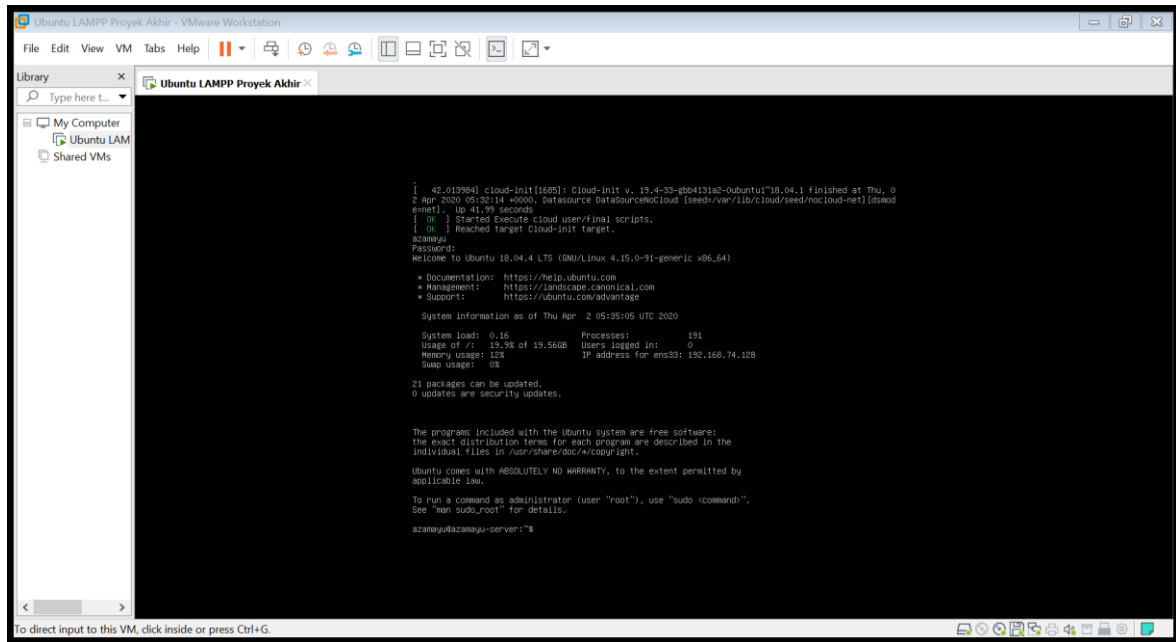 Ubuntu LAMPP Proyek Akhir - VMware Workstation
File Edit View VM Tabs Help
Library
Type here t...
My Computer
Ubuntu LAM
Shared VMs
Ubuntu LAMPP Proyek Akhir
.
[   42.013984] cloud-init[1685]: Cloud-init v. 19.4-33-gbb4131a2-0ubuntu1~18.04.1 finished at Thu, 0
2 Apr 2020 05:32:14 +0000. Datasource DataSourceNoCloud [seed=/var/lib/cloud/seed/nocloud-net][dsmod
e=net].  Up 41.99 seconds
[  OK  ] Started Execute cloud user/final scripts.
[  OK  ] Reached target Cloud-init target.
azamayu
Password:
Welcome to Ubuntu 18.04.4 LTS (GNU/Linux 4.15.0-91-generic x86_64)
* Documentation:  https://help.ubuntu.com
* Management:     https://landscape.canonical.com
* Support:        https://ubuntu.com/advantage
System information as of Thu Apr  2 05:35:05 UTC 2020
System load:  0.16              Processes:            191
Usage of /:   19.9% of 19.56GB  Users logged in:      0
Memory usage: 12%               IP address for ens33: 192.168.74.128
Swap usage:   0%
21 packages can be updated.
0 updates are security updates.
The programs included with the Ubuntu system are free software;
the exact distribution terms for each program are described in the
individual files in /usr/share/doc/*/copyright.
Ubuntu comes with ABSOLUTELY NO WARRANTY, to the extent permitted by
applicable law.
To run a command as administrator (user "root"), use "sudo <command>".
See "man sudo_root" for details.
azamayu@azamayu-server:~$
To direct input to this VM, click inside or press Ctrl+G.